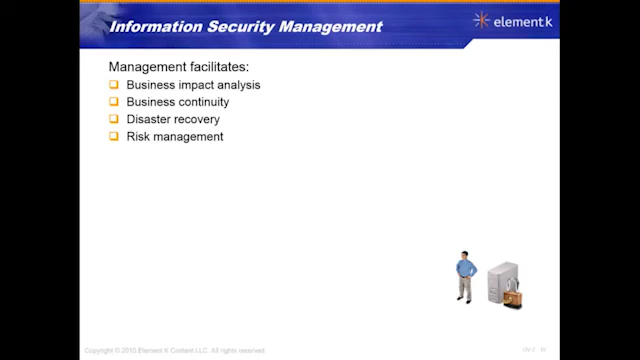 Information Security Management
element k
Management facilitates:
Business impact analysis
Business continuity
Disaster recovery
Risk management
Copyright © 2010 Element K Content LLC. All rights reserved.